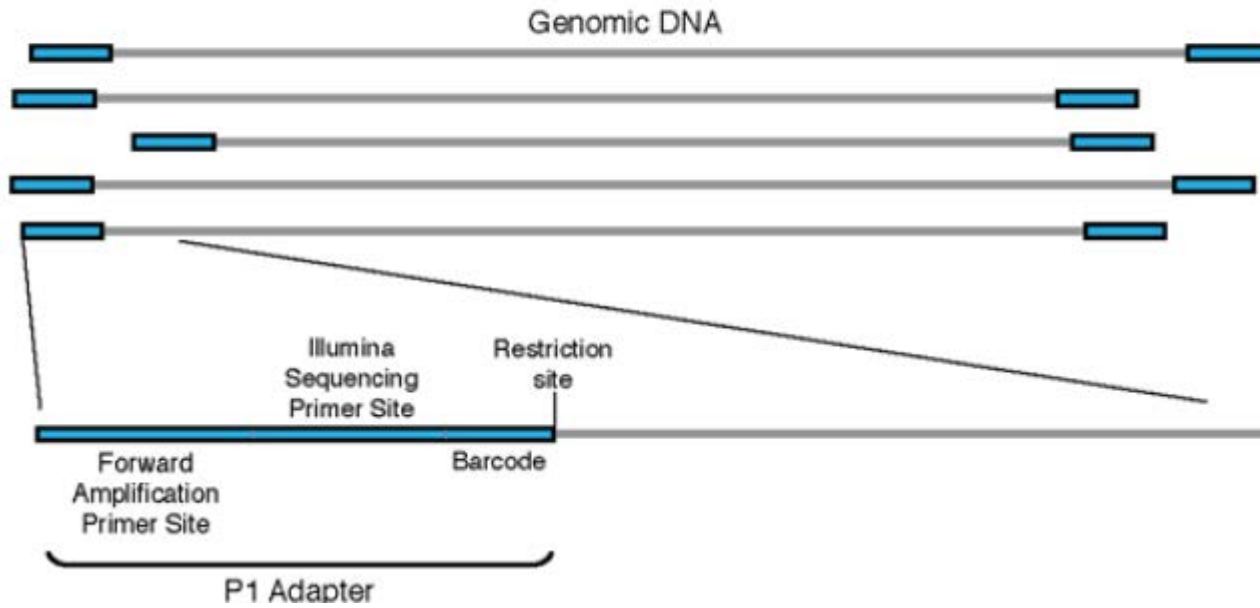 Genomic DNA
Illumina
Sequencing
Primer Site
Restriction
site
Forward
Amplification
Primer Site
Barcode
P1 Adapter